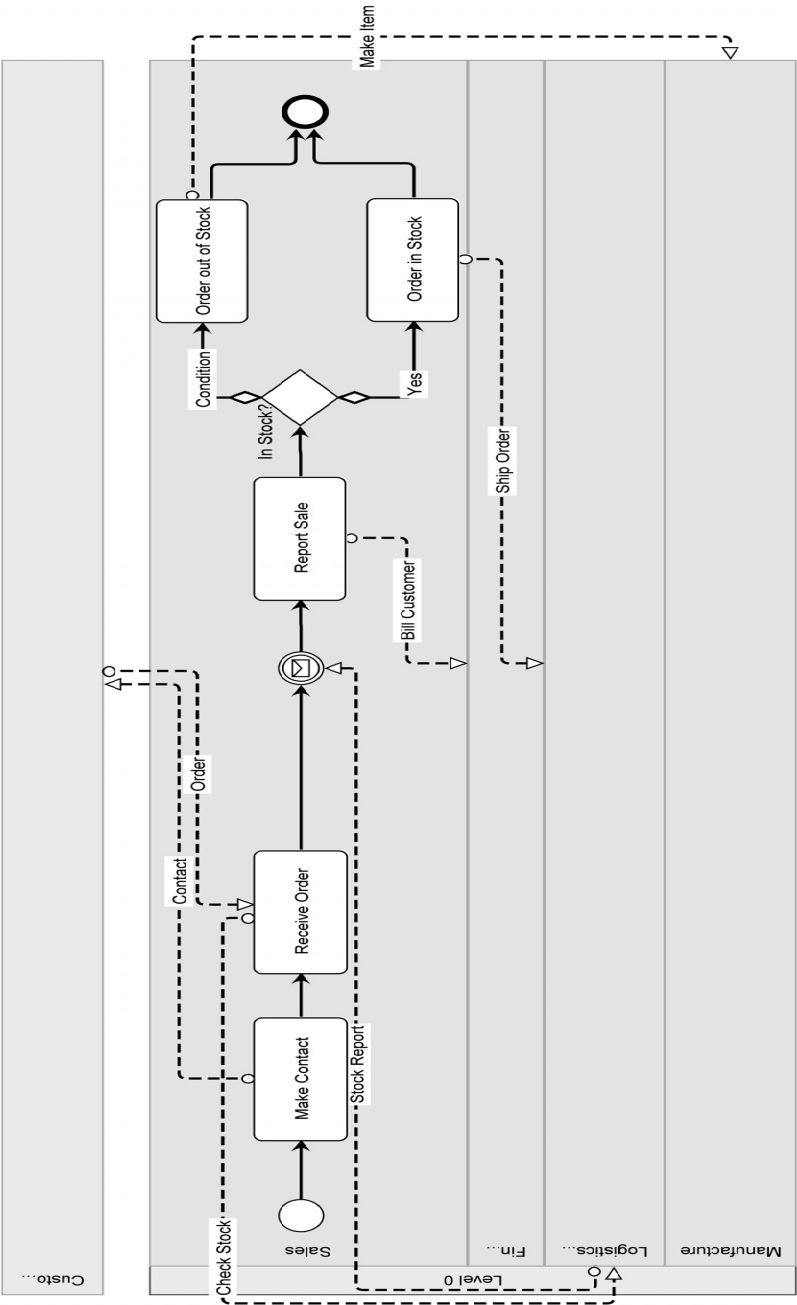 Custo...
Level 0
Sales
Fin...
Logistics...
Manufacture
Check Stock
Stock Report
Contact
Order
Make Contact
Receive Order
Report Sale
Bill Customer
In Stock?
Condition
Yes
Order out of Stock
Order in Stock
Ship Order
Make Item